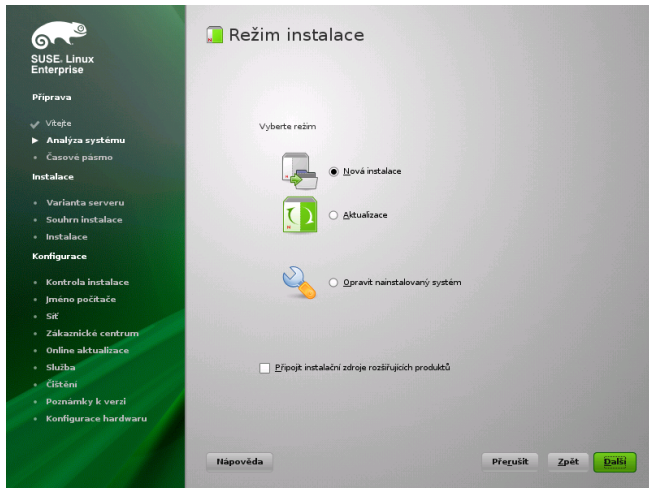 SUSE. Linux
Enterprise
Příprava
Vítejte
Analýza systému
Časové pásmo
Instalace
Varianta serveru
Souhrn instalace
Instalace
Konfigurace
Kontrola instalace
Jméno počítače
Síť
Zákaznické centrum
Online aktualizace
Služba
Čištění
Poznámky k verzi
Konfigurace hardwaru
Režim instalace
Vyberte režim
Nová instalace
Aktualizace
Opravit nainstalovaný systém
Připojit instalační zdroje rozšiřujících produktů
Nápověda
Přerušit
Zpět
Další